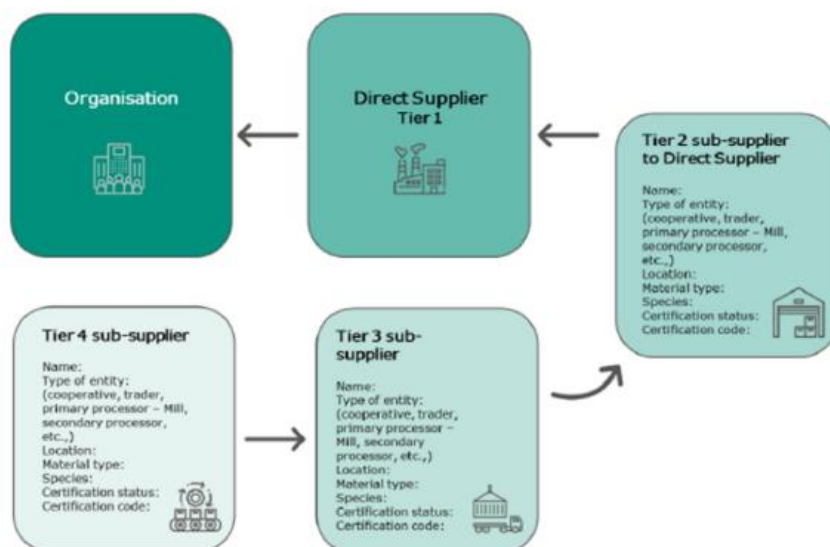 Organisation
Direct Supplier
Tier 1
Tier 2 sub-supplier
to Direct Supplier
Name:
Type of entity:
(cooperative, trader,
primary processor – Mill,
secondary processor,
etc.,)
Location:
Material type:
Species:
Certification status:
Certification code:
Tier 4 sub-supplier
Name:
Type of entity:
(cooperative, trader,
primary processor – Mill,
secondary processor,
etc.,)
Location:
Material type:
Species:
Certification status:
Certification code:
Tier 3 sub-
supplier
Name:
Type of entity:
(cooperative, trader,
primary processor –
Mill, secondary
processor, etc.,)
Location:
Material type:
Species:
Certification status:
Certification code: